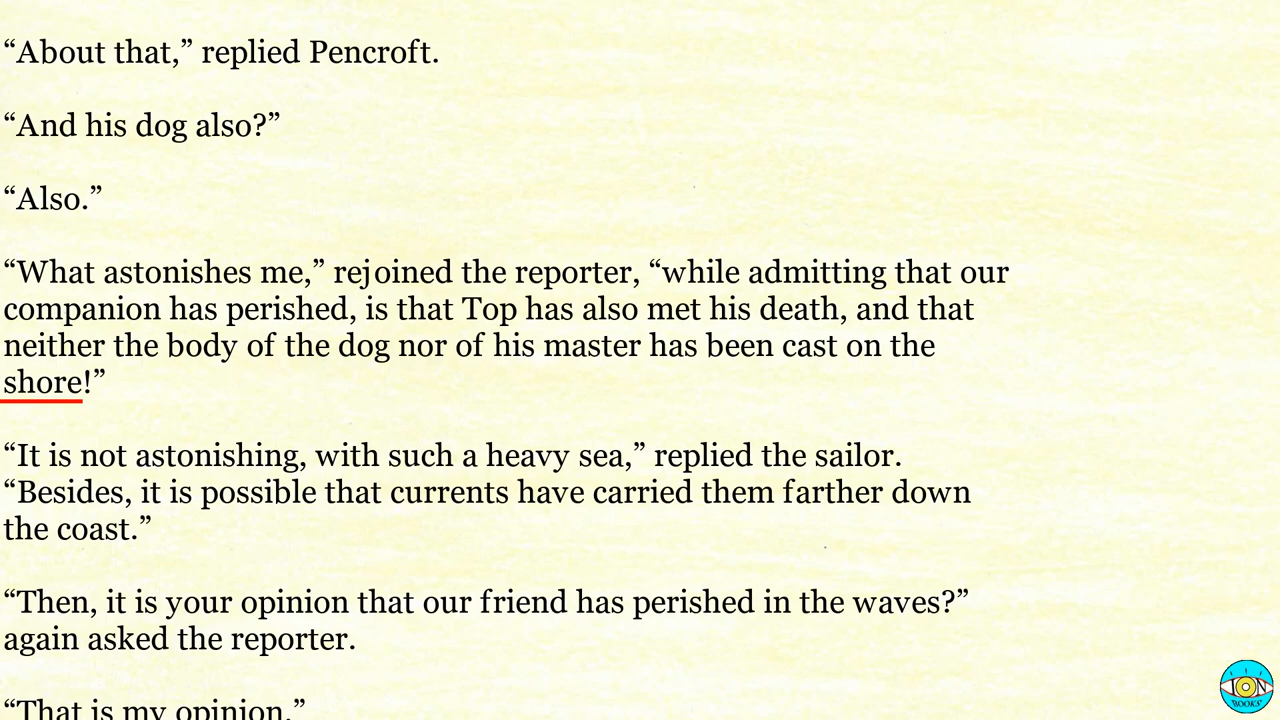 “About that,” replied Pencroft.
“And his dog also?”
“Also.”
“What astonishes me,” rejoined the reporter, “while admitting that our
companion has perished, is that Top has also met his death, and that
neither the body of the dog nor of his master has been cast on the
shore!”
“It is not astonishing, with such a heavy sea,” replied the sailor.
“Besides, it is possible that currents have carried them farther down
the coast.”
“Then, it is your opinion that our friend has perished in the waves?”
again asked the reporter.
“That is my opinion.”
ION
BOOKS